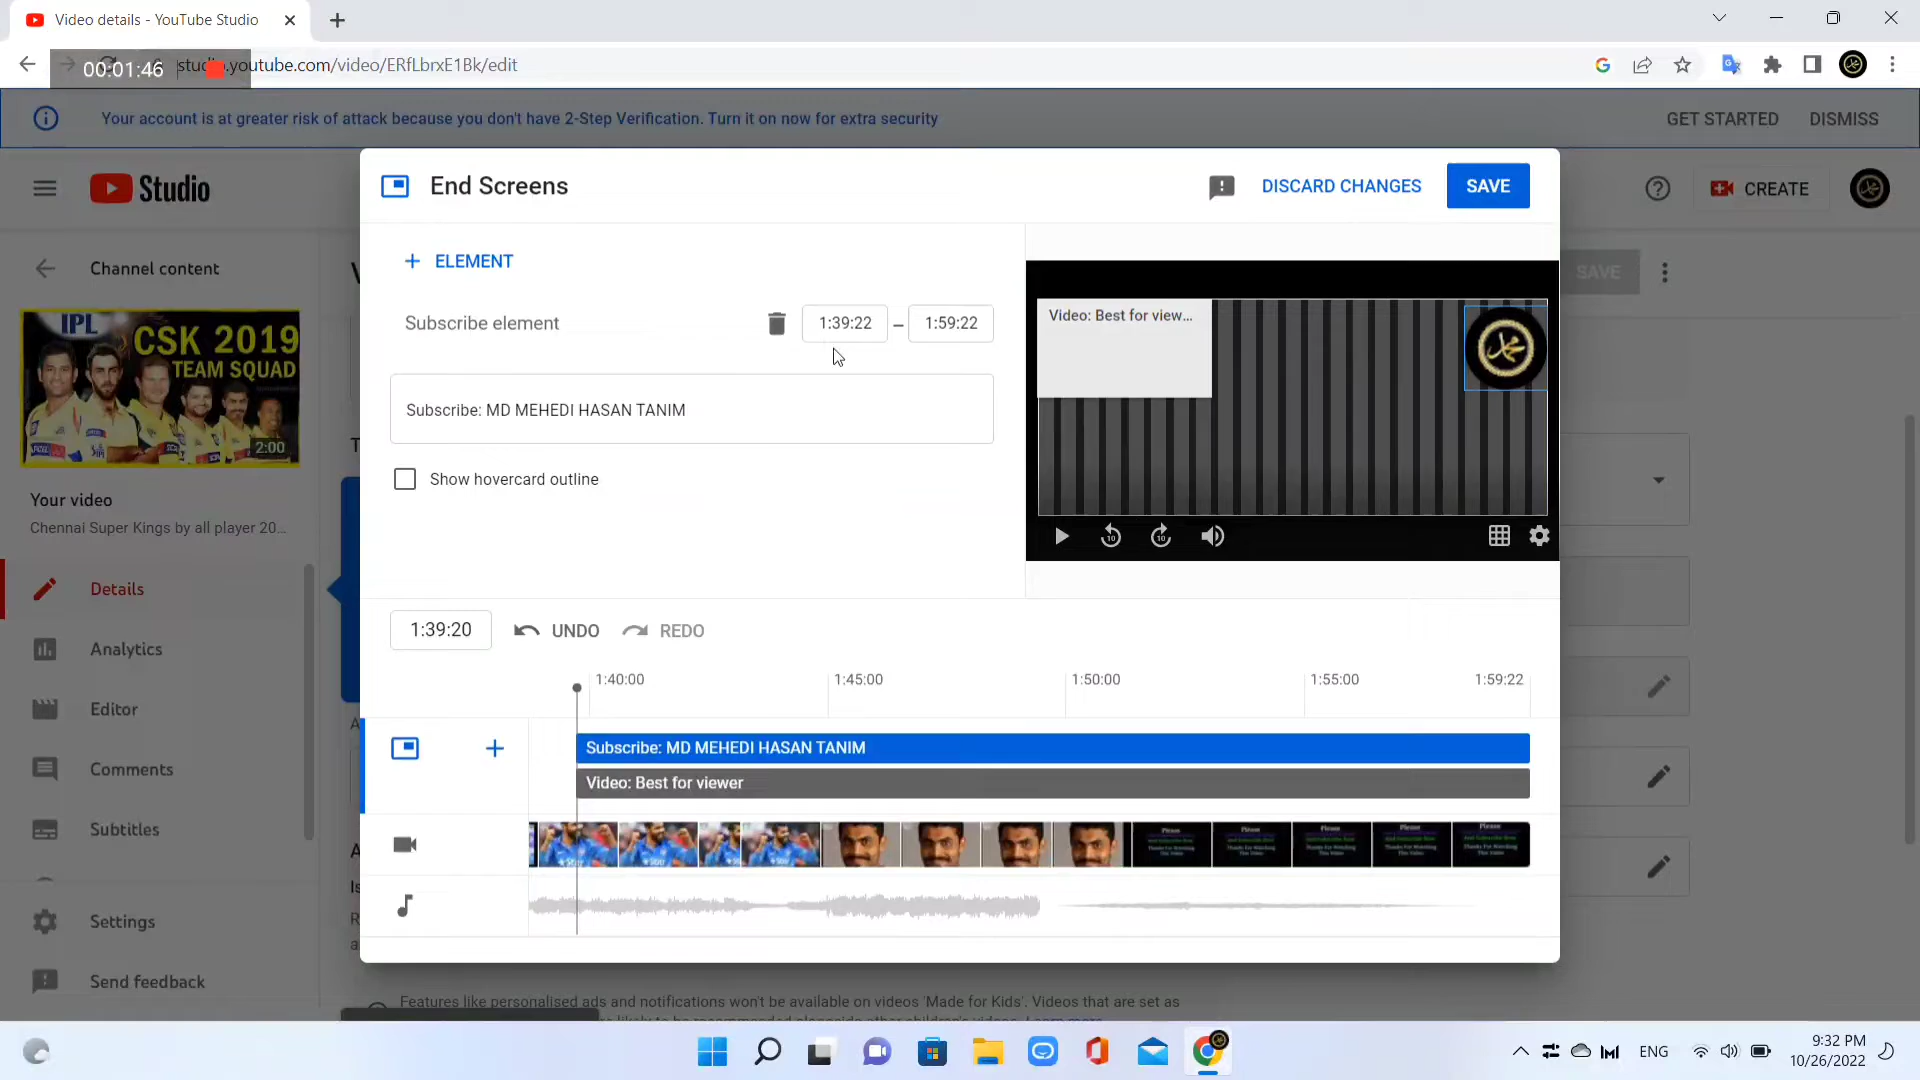 Video details - YouTube Studio
00:01:46
studio.youtube.com/video/ERfLbrxE1Bk/edit
Your account is at greater risk of attack because you don't have 2-Step Verification. Turn it on now for extra security
GET STARTED
DISMISS
Studio
CREATE
End Screens
DISCARD CHANGES
SAVE
Channel content
SAVE
+ ELEMENT
Subscribe element
1:39:22 – 1:59:22
Video: Best for view...
IPL
CSK 2019
TEAM SQUAD
2:00
Subscribe: MD MEHEDI HASAN TANIM
Show hovercard outline
Your video
Chennai Super Kings by all player 20...
Details
Analytics
Editor
Comments
Subtitles
Settings
Send feedback
1:39:20
UNDO
REDO
1:40:00
1:45:00
1:50:00
1:55:00
1:59:22
Subscribe: MD MEHEDI HASAN TANIM
Video: Best for viewer
Features like personalised ads and notifications won't be available on videos 'Made for Kids'. Videos that are set as
ENG
9:32 PM
10/26/2022